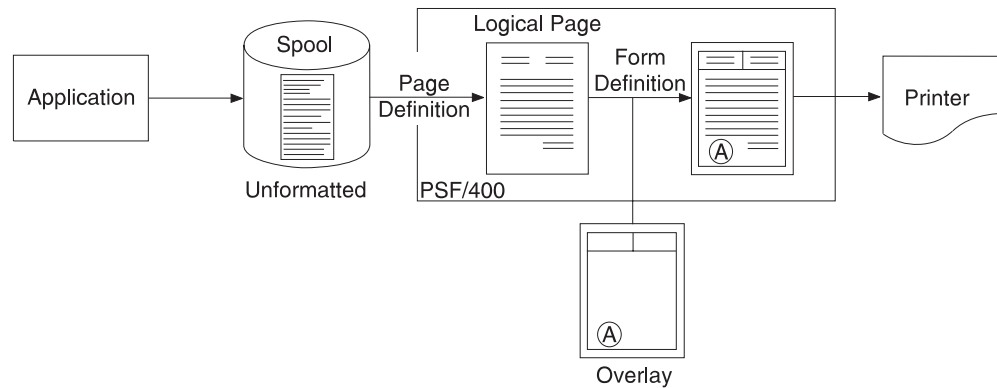 Logical Page
Spool
Application
Page
Definition
Form
Definition
A
Printer
Unformatted
PSF/400
A
Overlay